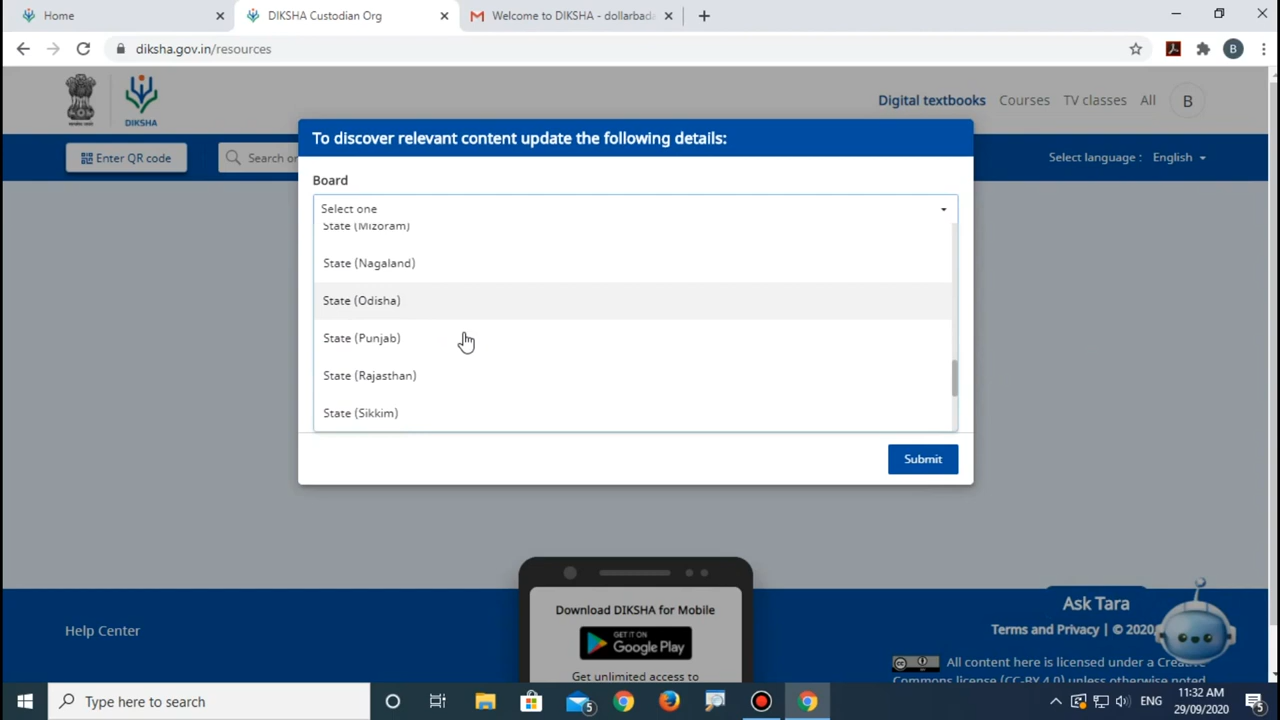 Home
DIKSHA Custodian Org
Welcome to DIKSHA - dollarbada
diksha.gov.in/resources
B
DIKSHA
Digital textbooks
Courses
TV classes
All
B
Enter QR code
Search or
Select language :
English
To discover relevant content update the following details:
Board
Select one
State (Mizoram)
State (Nagaland)
State (Odisha)
State (Punjab)
State (Rajasthan)
State (Sikkim)
Submit
Download DIKSHA for Mobile
GET IT ON
Google Play
Get unlimited access to
Help Center
Ask Tara
Terms and Privacy | © 2020
All content here is licensed under a Creat
Commons license (CC-BY 4.0) unless otherwise noted
Type here to search
5
ENG
11:32 AM
29/09/2020
5